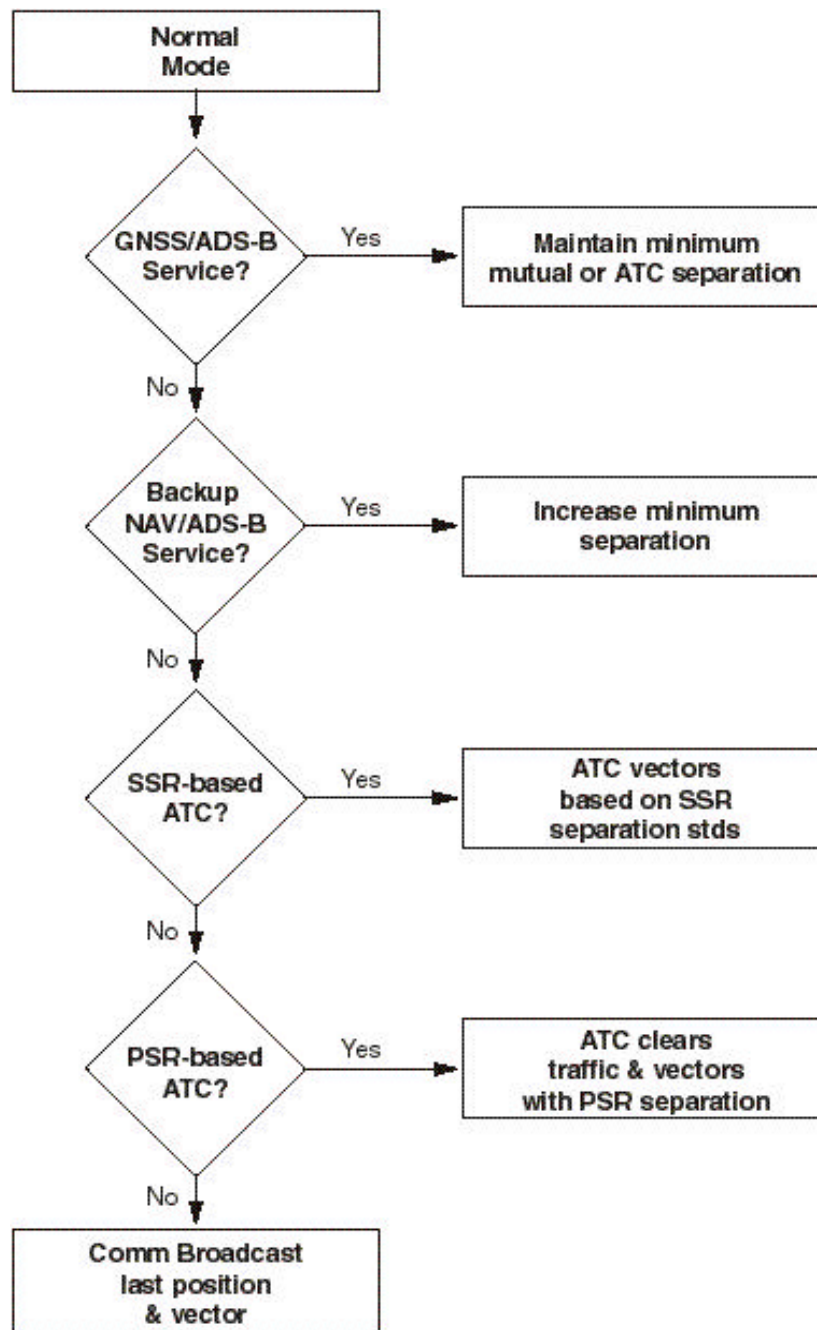 Normal
Mode
GNSS/ADS-B
Service?
Yes
Maintain minimum
mutual or ATC separation
No
Backup
NAV/ADS-B
Service?
Yes
Increase minimum
separation
No
SSR-based
ATC?
Yes
ATC vectors
based on SSR
separation stds
No
PSR-based
ATC?
Yes
ATC clears
traffic & vectors
with PSR separation
No
Comm Broadcast
last position
& vector